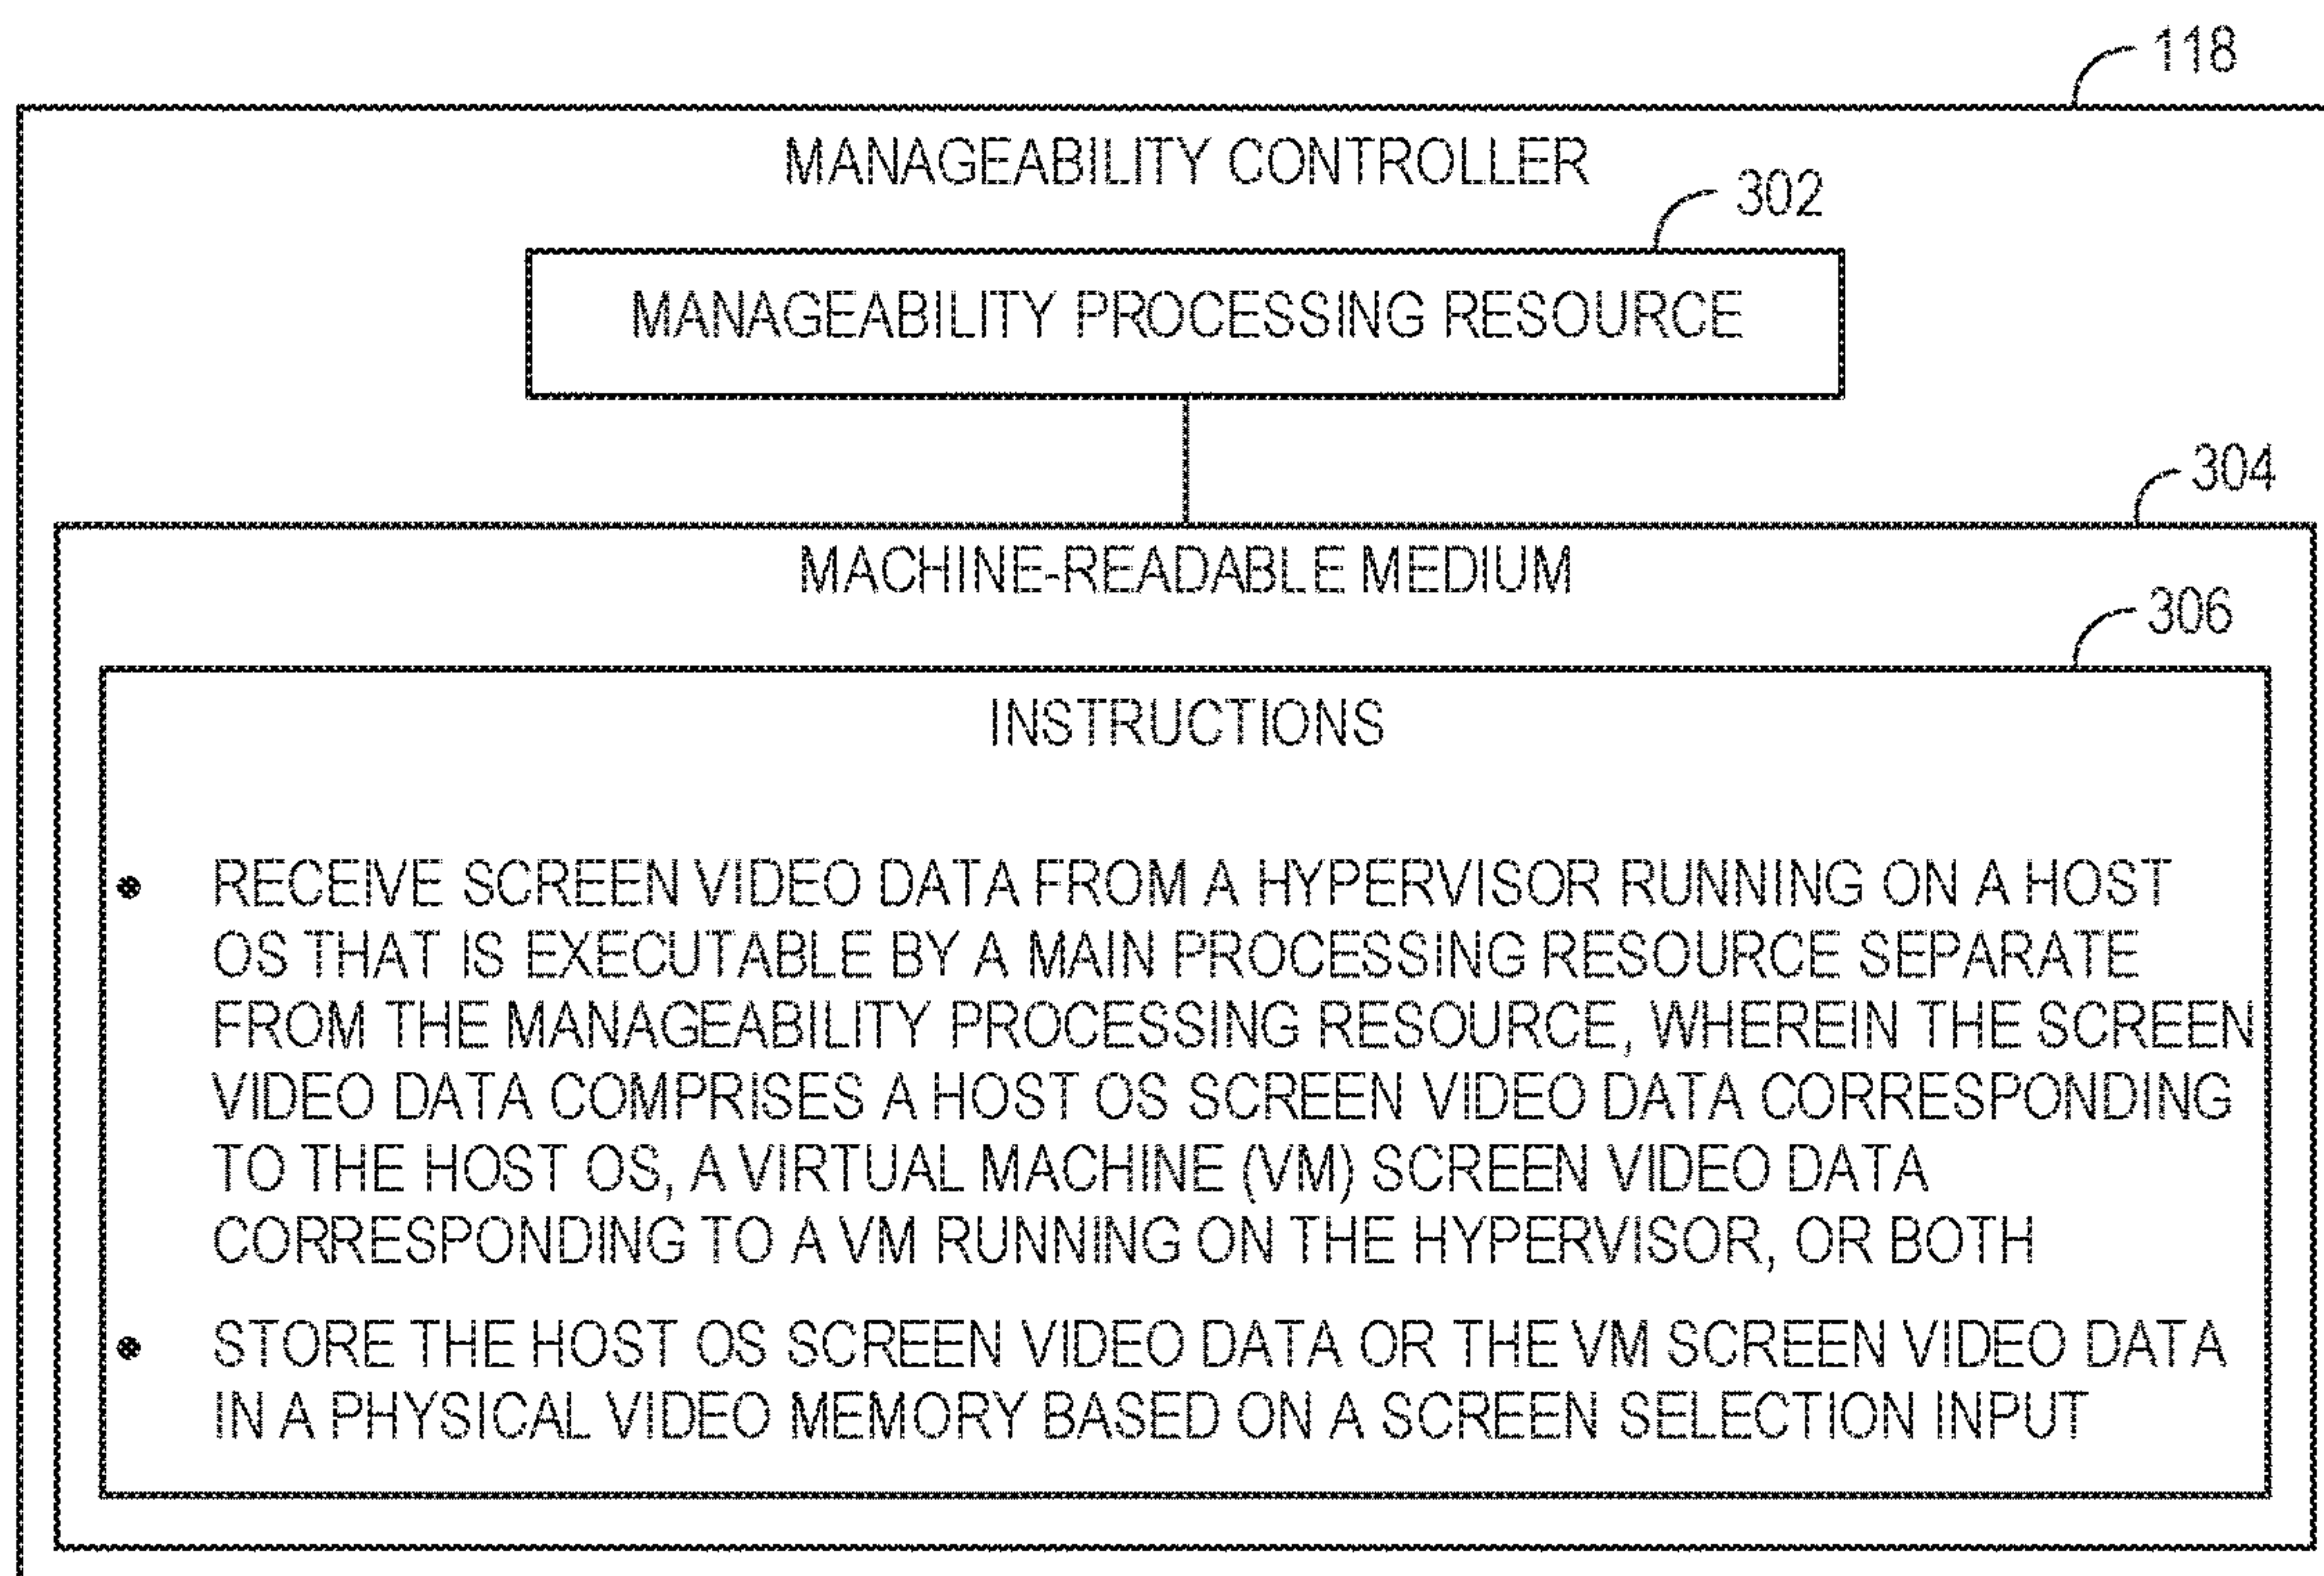 118
MANAGEABILITY CONTROLLER
302
MANAGEABILITY PROCESSING RESOURCE
304
MACHINE-READABLE MEDIUM
306
INSTRUCTIONS
• RECEIVE SCREEN VIDEO DATA FROM A HYPERVISOR RUNNING ON A HOST
OS THAT IS EXECUTABLE BY A MAIN PROCESSING RESOURCE SEPARATE
FROM THE MANAGEABILITY PROCESSING RESOURCE, WHEREIN THE SCREEN
VIDEO DATA COMPRISES A HOST OS SCREEN VIDEO DATA CORRESPONDING
TO THE HOST OS, A VIRTUAL MACHINE (VM) SCREEN VIDEO DATA
CORRESPONDING TO A VM RUNNING ON THE HYPERVISOR, OR BOTH
• STORE THE HOST OS SCREEN VIDEO DATA OR THE VM SCREEN VIDEO DATA
IN A PHYSICAL VIDEO MEMORY BASED ON A SCREEN SELECTION INPUT